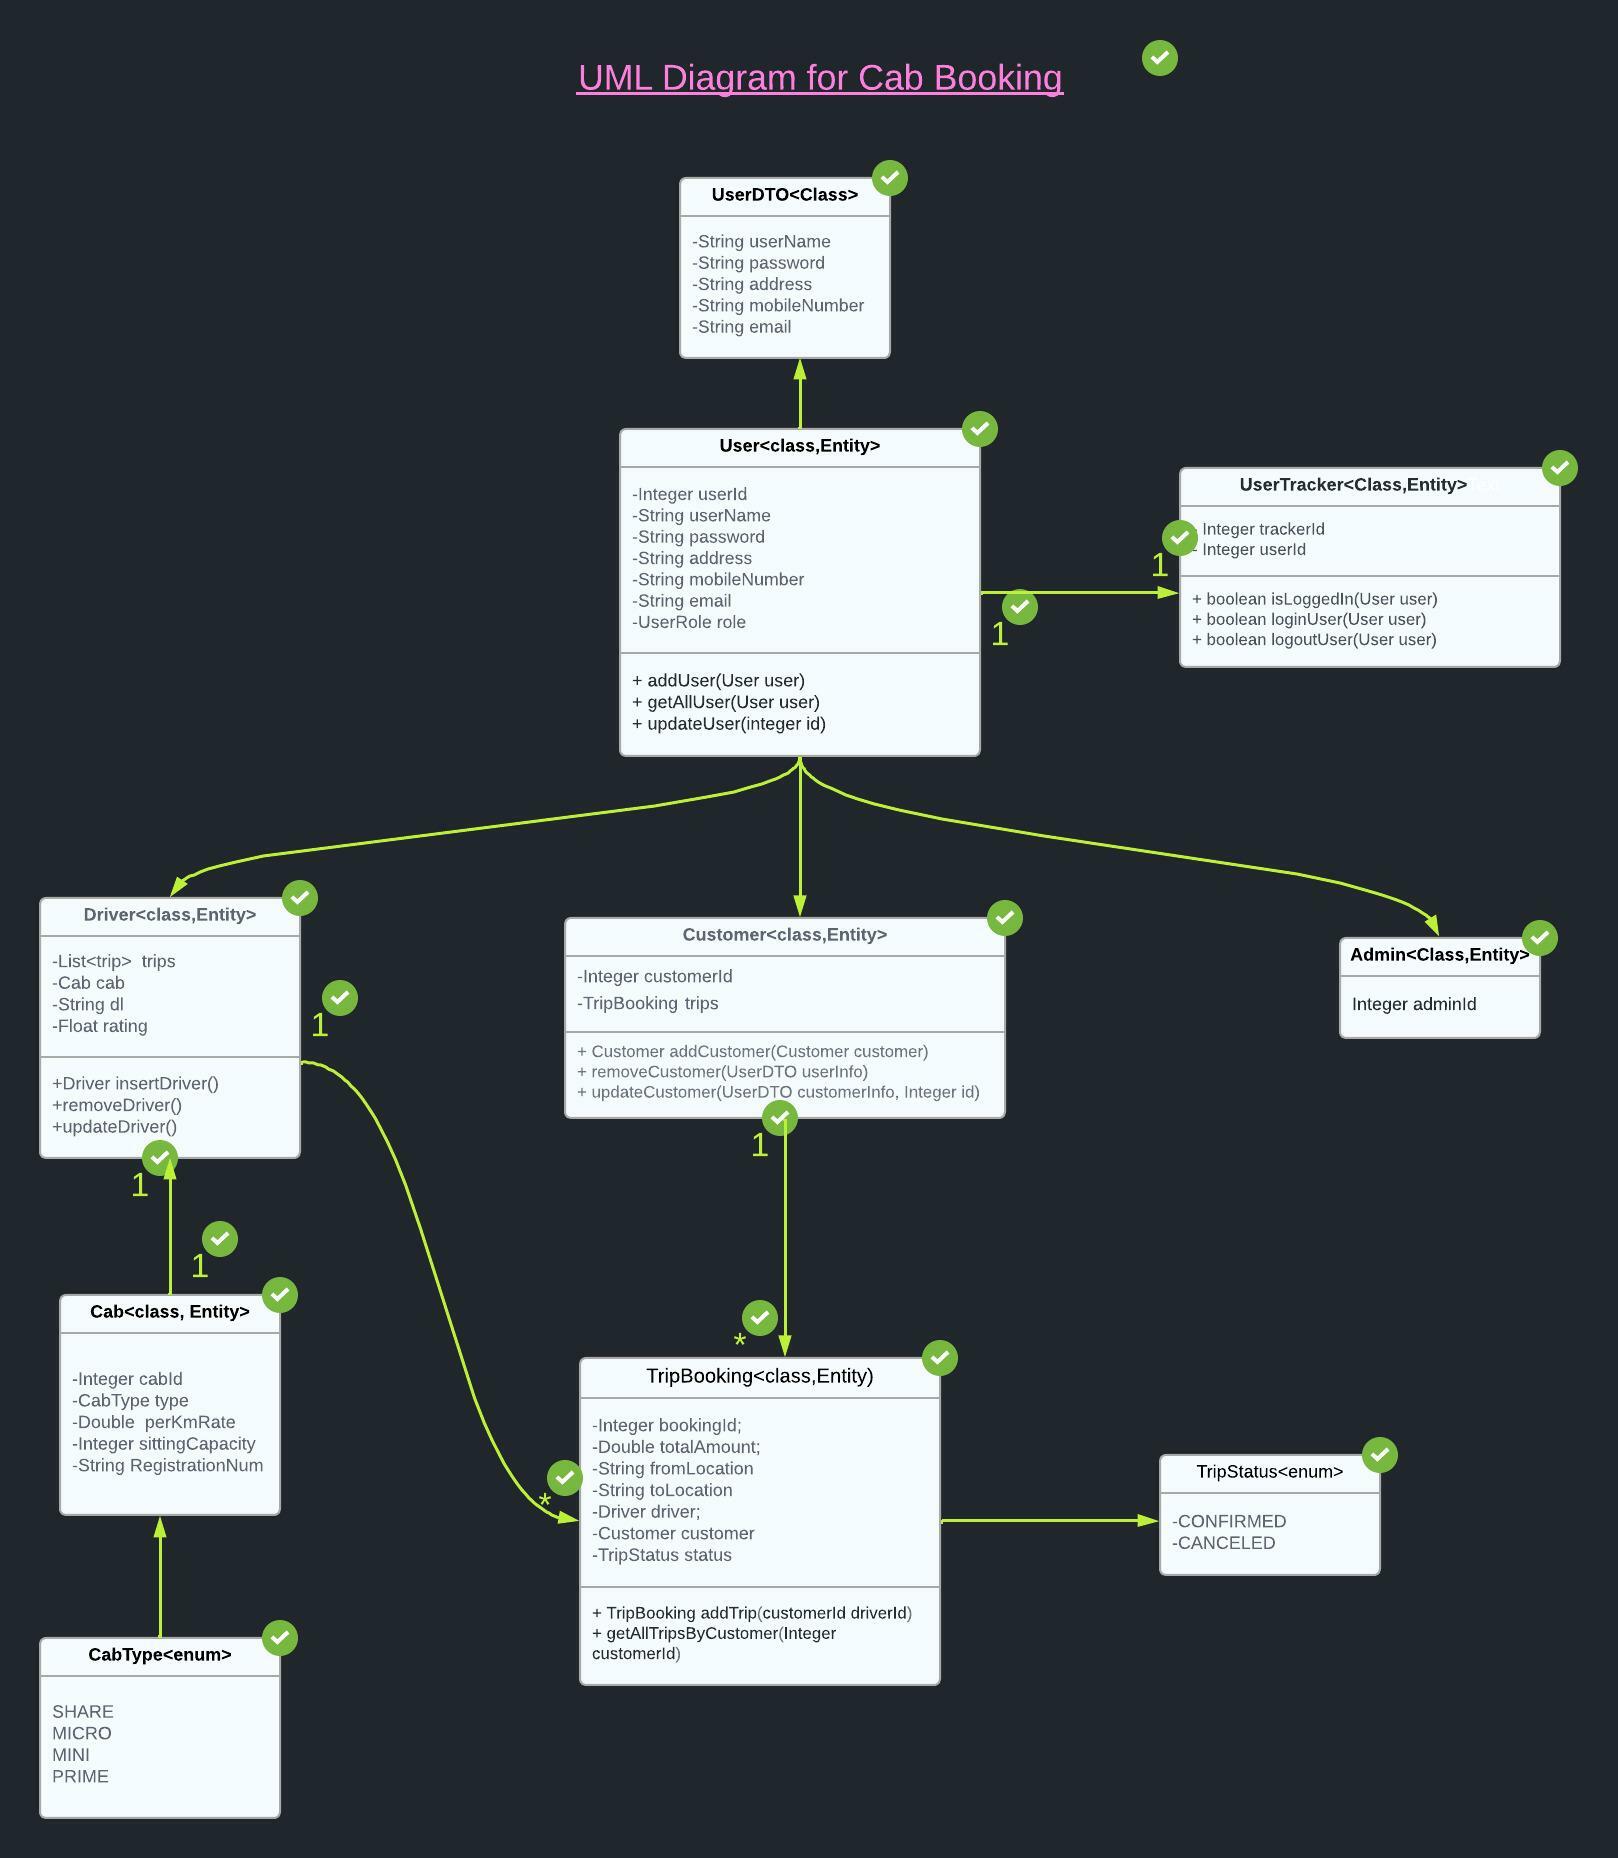 UML Diagram for Cab Booking
UserDTO<Class>
-String userName
-String password
-String address
-String mobileNumber
-String email
User<class,Entity>
-Integer userId
-String userName
-String password
-String address
-String mobileNumber
-String email
-UserRole role
+ addUser(User user)
+ getAllUser(User user)
+ updateUser(integer id)
UserTracker<Class,Entity>Text
- Integer trackerId
- Integer userId
+ boolean isLoggedIn(User user)
+ boolean loginUser(User user)
+ boolean logoutUser(User user)
1
1
Driver<class,Entity>
-List<trip>  trips
-Cab cab
-String dl
-Float rating
+Driver insertDriver()
+removeDriver()
+updateDriver()
1
1
1
Customer<class,Entity>
-Integer customerId
-TripBooking trips
+ Customer addCustomer(Customer customer)
+ removeCustomer(UserDTO userInfo)
+ updateCustomer(UserDTO customerInfo, Integer id)
1
*
Admin<Class,Entity>
Integer adminId
Cab<class, Entity>
-Integer cabId
-CabType type
-Double  perKmRate
-Integer sittingCapacity
-String RegistrationNum
*
TripBooking<class,Entity)
-Integer bookingId;
-Double totalAmount;
-String fromLocation
-String toLocation
-Driver driver;
-Customer customer
-TripStatus status
+ TripBooking addTrip(customerId driverId)
+ getAllTripsByCustomer(Integer
customerId)
TripStatus<enum>
-CONFIRMED
-CANCELED
CabType<enum>
SHARE
MICRO
MINI
PRIME